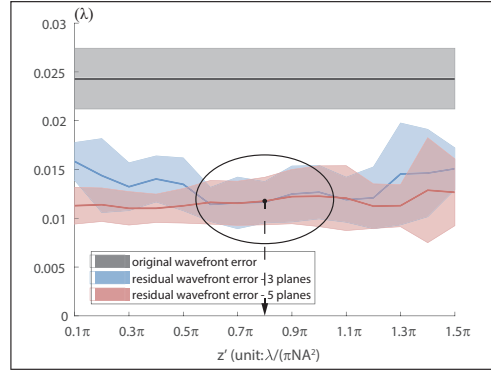 (λ)
0.03
0.025
0.02
0.015
0.01
0.005
0
original wavefront error
residual wavefront error - 3 planes
residual wavefront error - 5 planes
0.1π 0.3π 0.5π 0.7π 0.9π 1.1π 1.3π 1.5π
z' (unit:λ/(πNA²)